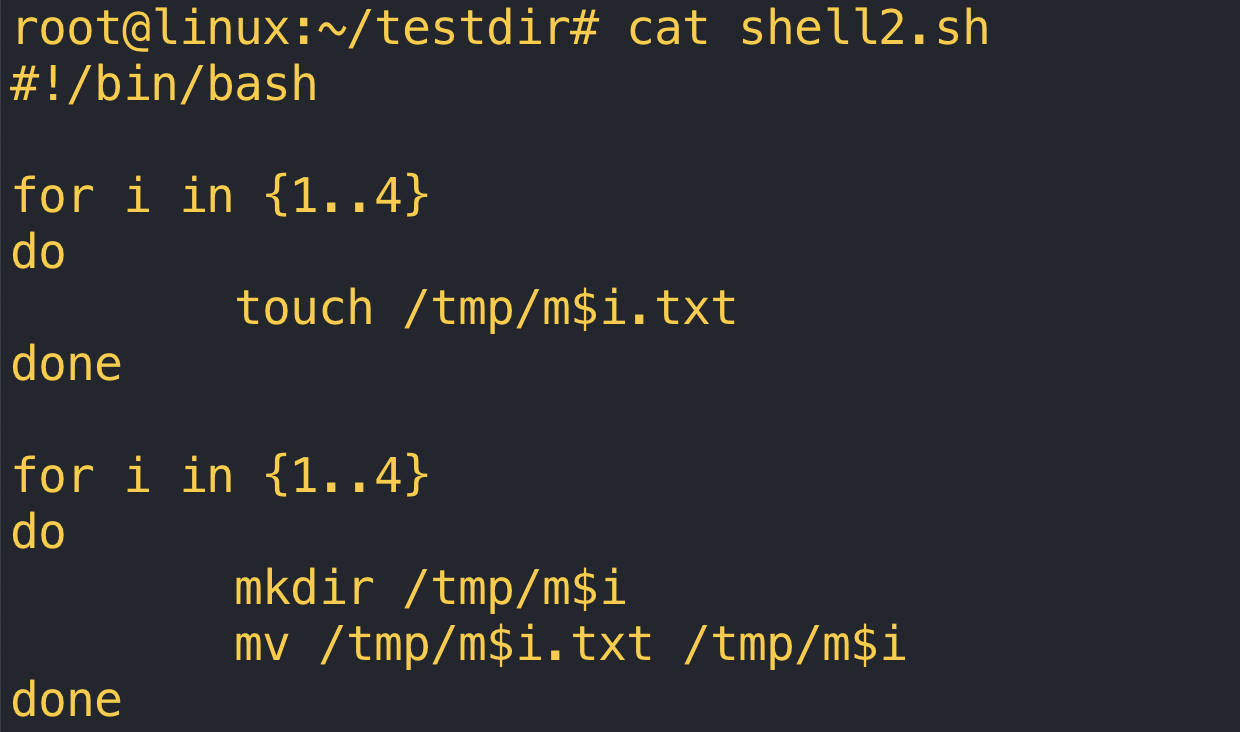 root@linux:~/testdir# cat shell2.sh
#!/bin/bash

for i in {1..4}
do
        touch /tmp/m$i.txt
done

for i in {1..4}
do
        mkdir /tmp/m$i
        mv /tmp/m$i.txt /tmp/m$i
done